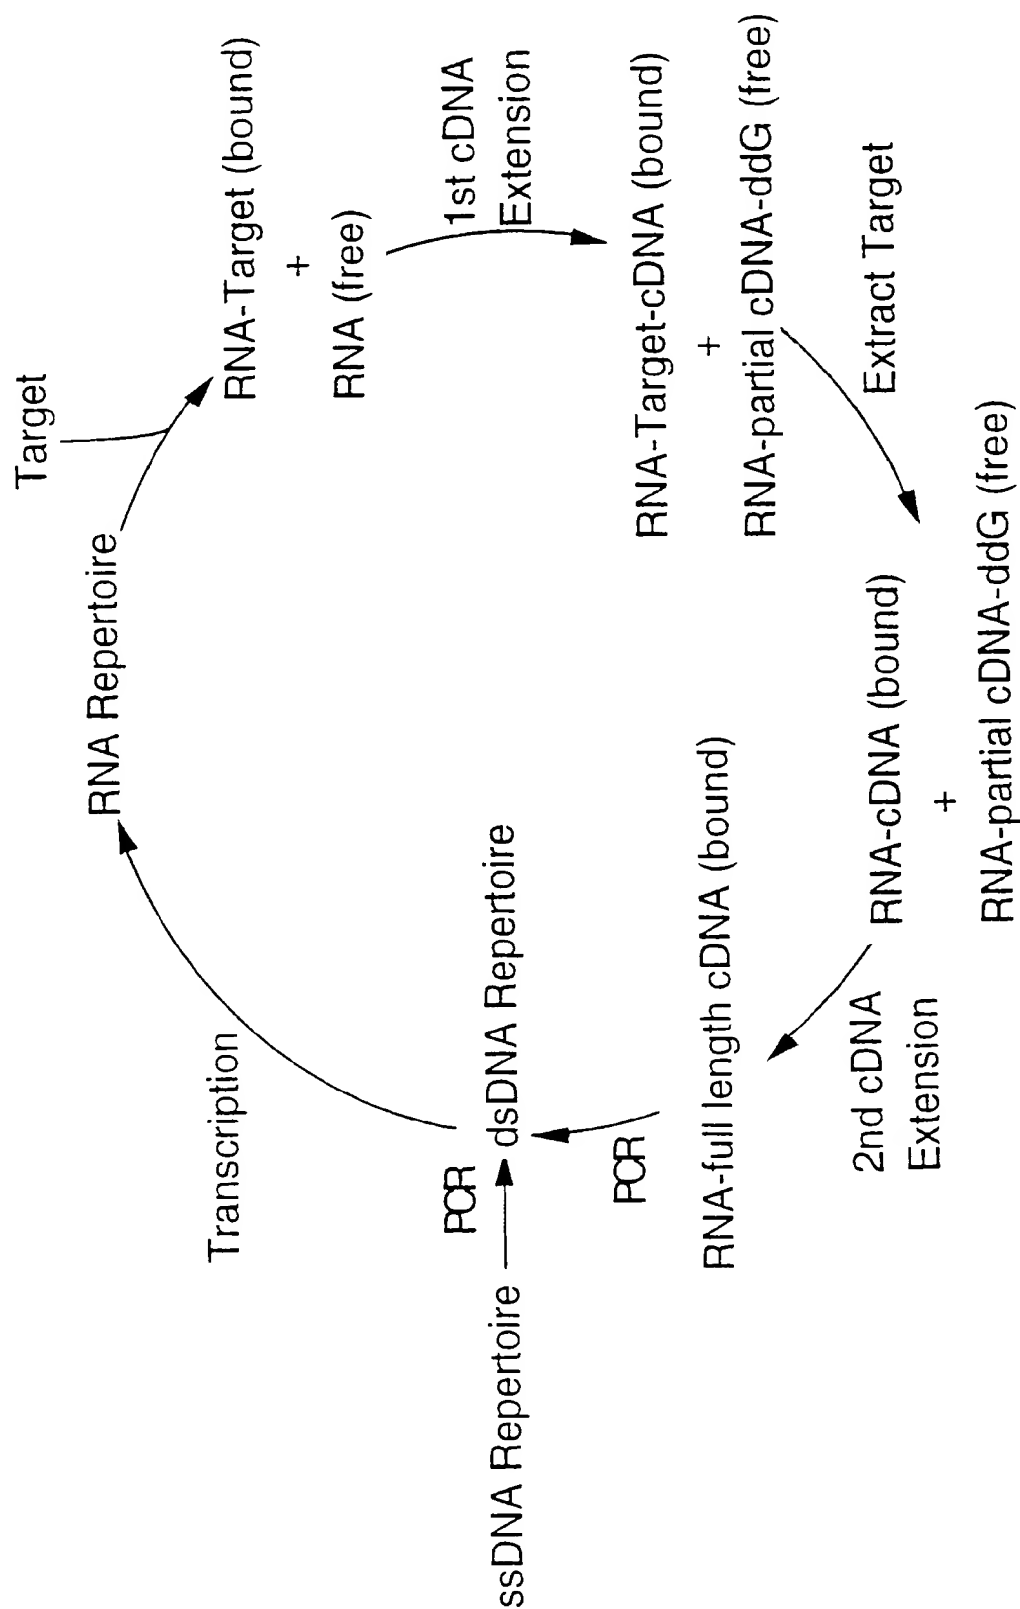 Target
RNA Repertoire
RNA-Target (bound)
+
RNA (free)
1st cDNA
Extension
RNA-Target-cDNA (bound)
+
RNA-partial cDNA-ddG (free)
Extract Target
RNA-cDNA (bound)
+
RNA-partial cDNA-ddG (free)
2nd cDNA
Extension
RNA-full length cDNA (bound)
PCR
dsDNA Repertoire
PCR
ssDNA Repertoire
Transcription